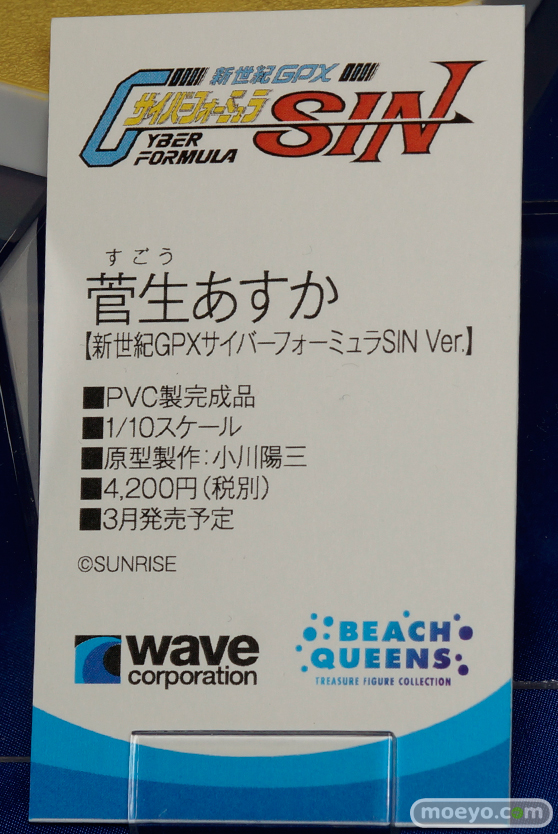 新世紀GPX
サイバーフォーミュラ
CYBER
FORMULA
SIN
すごう
菅生あすか
【新世紀GPXサイバーフォーミュラSIN Ver.】
■PVC製完成品
■1/10スケール
■原型製作:小川陽三
■4,200円(税別)
■3月発売予定
©SUNRISE
wave
corporation
BEACH
QUEENS
TREASURE FIGURE COLLECTION
moeyo.com